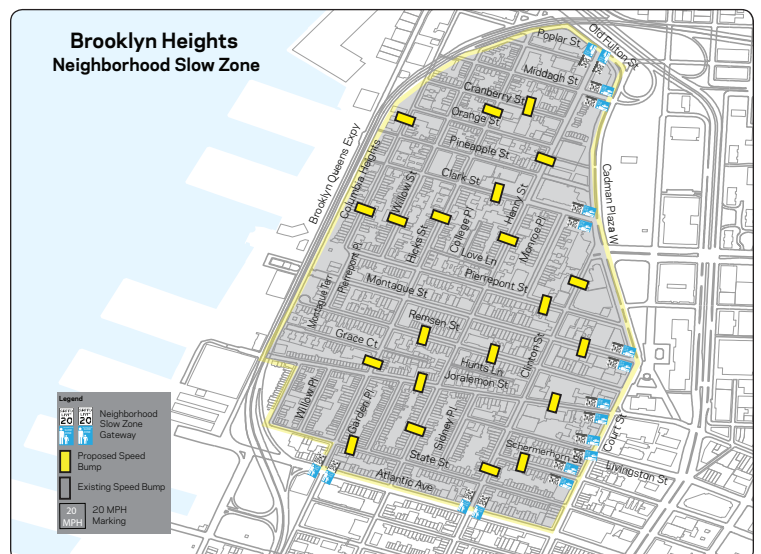 Brooklyn Heights
Neighborhood Slow Zone
Poplar St
Old Fulton St
Middagh St
Cranberry St
Orange St
Pineapple St
Brooklyn Queens Expy
Columbia Heights
Clark St
Willow St
Henry St
Cadman Plaza W
Hicks St
College Pl
Monroe Pl
Love Ln
Pierrepont Pl
Pierrepont St
Montague Terr
Montague St
Remsen St
Grace Ct
Clinton St
Hunts Ln
Joralemon St
Willow Pl
Garden Pl
Sidney Pl
Court St
Schermerhorn St
State St
Livingston St
Atlantic Ave
Legend
20
20
Neighborhood
Slow Zone
Gateway
Proposed Speed
Bump
Existing Speed Bump
20
MPH
20 MPH
Marking